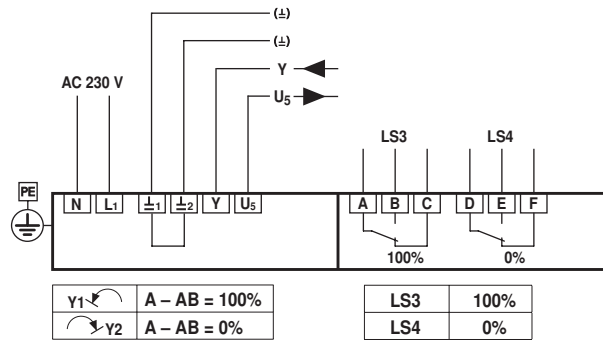 (⊥)
(⊥)
Y
AC 230 V
U5
LS3 LS4
PE
N L1 ⊥1 ⊥2 Y U5 A B C D E F
100% 0%
Y1 A – AB = 100%
Y2 A – AB = 0%
LS3 100%
LS4 0%